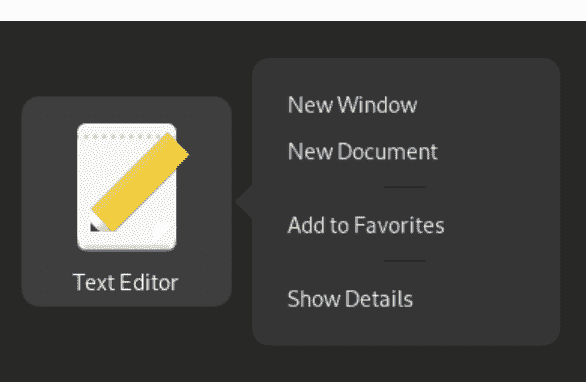 New Window
New Document
Add to Favorites
Show Details
Text Editor